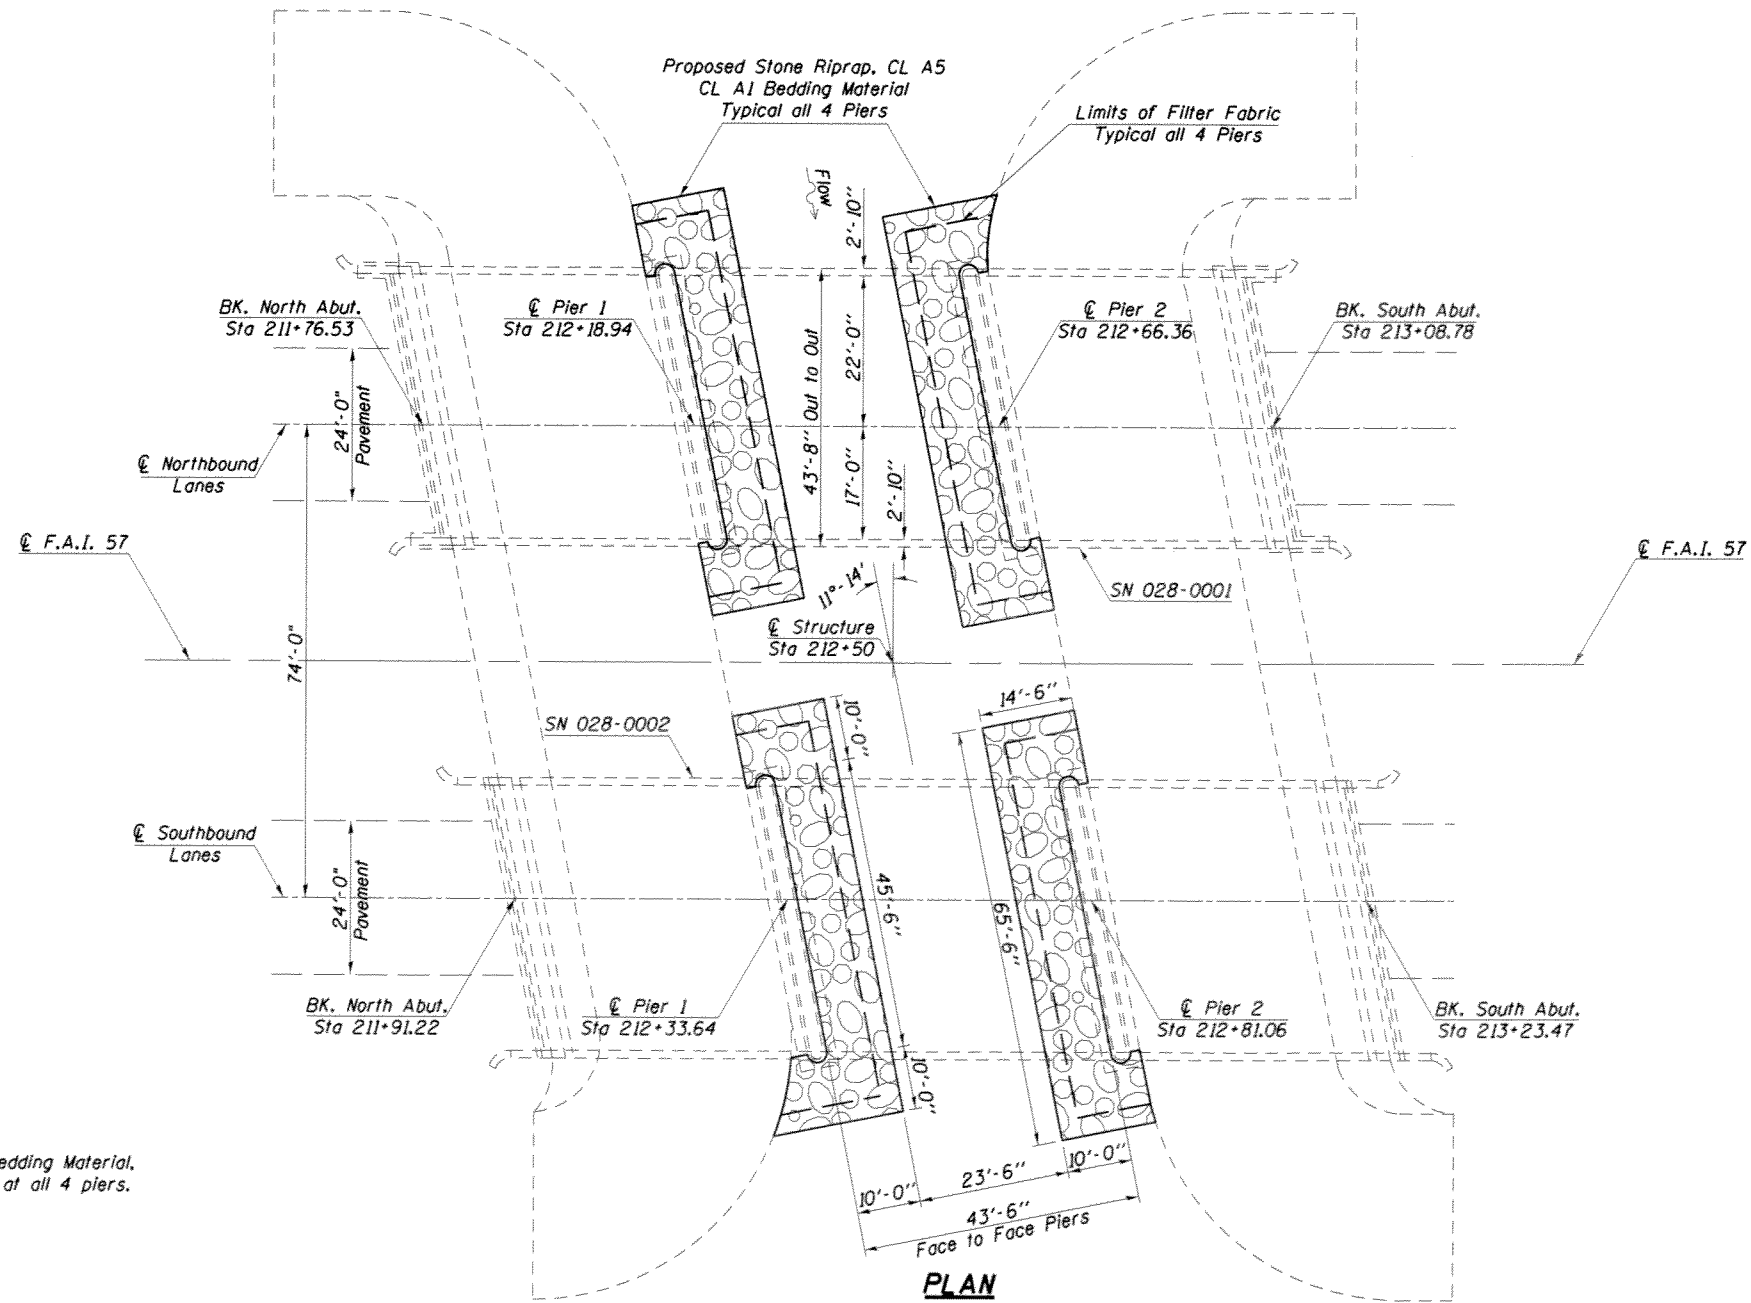 Proposed Stone Riprap, CL A5
CL A1 Bedding Material
Typical all 4 Piers
Limits of Filter Fabric
Typical all 4 Piers
Flow
2'-10"
BK. North Abut.
Sta 211+76.53
℄ Pier 1
Sta 212+18.94
℄ Pier 2
Sta 212+66.36
BK. South Abut.
Sta 213+08.78
24'-0"
Pavement
43'-8" Out to Out
22'-0"
17'-0"
2'-10"
℄ Northbound
Lanes
℄ F.A.I. 57
℄ F.A.I. 57
SN 028-0001
11°-14'
℄ Structure
Sta 212+50
74'-0"
SN 028-0002
14'-6"
10'-0"
℄ Southbound
Lanes
24'-0"
Pavement
45'-6"
65'-6"
BK. North Abut.
Sta 211+91.22
℄ Pier 1
Sta 212+33.64
℄ Pier 2
Sta 212+81.06
BK. South Abut.
Sta 213+23.47
10'-0"
edding Material,
at all 4 piers.
10'-0"
23'-6"
10'-0"
43'-6"
Face to Face Piers
PLAN